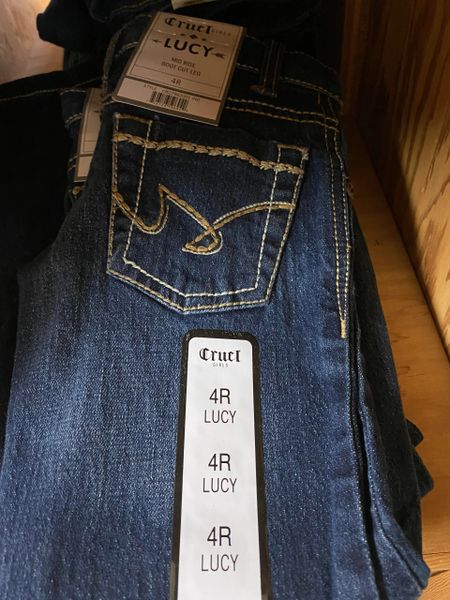 Cruel
GIRLS
LUCY
MID RISE
BOOT CUT LEG
4R
Cruel
GIRLS
4R
LUCY
4R
LUCY
4R
LUCY